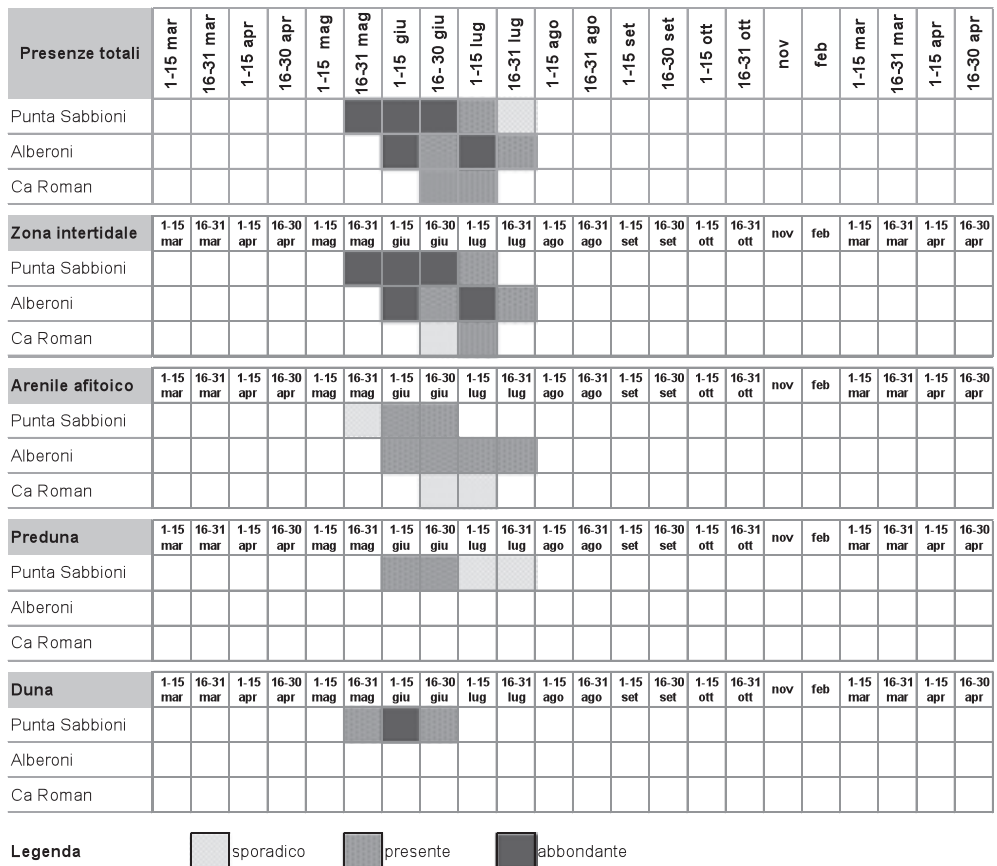 Presenze totali 1-15 mar 16-31 mar 1-15 apr 16-30 apr 1-15 mag 16-31 mag 1-15 giu 16- 30 giu 1-15 lug 16-31 lug 1-15 ago 16-31 ago 1-15 set 16-30 set 1-15 ott 16-31 ott nov feb 1-15 mar 16-31 mar 1-15 apr 16-30 apr
Punta Sabbioni
Alberoni
Ca Roman
Zona intertidale 1-15 mar 16-31 mar 1-15 apr 16-30 apr 1-15 mag 16-31 mag 1-15 giu 16-30 giu 1-15 lug 16-31 lug 1-15 ago 16-31 ago 1-15 set 16-30 set 1-15 ott 16-31 ott nov feb 1-15 mar 16-31 mar 1-15 apr 16-30 apr
Punta Sabbioni
Alberoni
Ca Roman
Arenile afitoico 1-15 mar 16-31 mar 1-15 apr 16-30 apr 1-15 mag 16-31 mag 1-15 giu 16-30 giu 1-15 lug 16-31 lug 1-15 ago 16-31 ago 1-15 set 16-30 set 1-15 ott 16-31 ott nov feb 1-15 mar 16-31 mar 1-15 apr 16-30 apr
Punta Sabbioni
Alberoni
Ca Roman
Preduna 1-15 mar 16-31 mar 1-15 apr 16-30 apr 1-15 mag 16-31 mag 1-15 giu 16-30 giu 1-15 lug 16-31 lug 1-15 ago 16-31 ago 1-15 set 16-30 set 1-15 ott 16-31 ott nov feb 1-15 mar 16-31 mar 1-15 apr 16-30 apr
Punta Sabbioni
Alberoni
Ca Roman
Duna 1-15 mar 16-31 mar 1-15 apr 16-30 apr 1-15 mag 16-31 mag 1-15 giu 16-30 giu 1-15 lug 16-31 lug 1-15 ago 16-31 ago 1-15 set 16-30 set 1-15 ott 16-31 ott nov feb 1-15 mar 16-31 mar 1-15 apr 16-30 apr
Punta Sabbioni
Alberoni
Ca Roman
Legenda sporadico presente abbondante